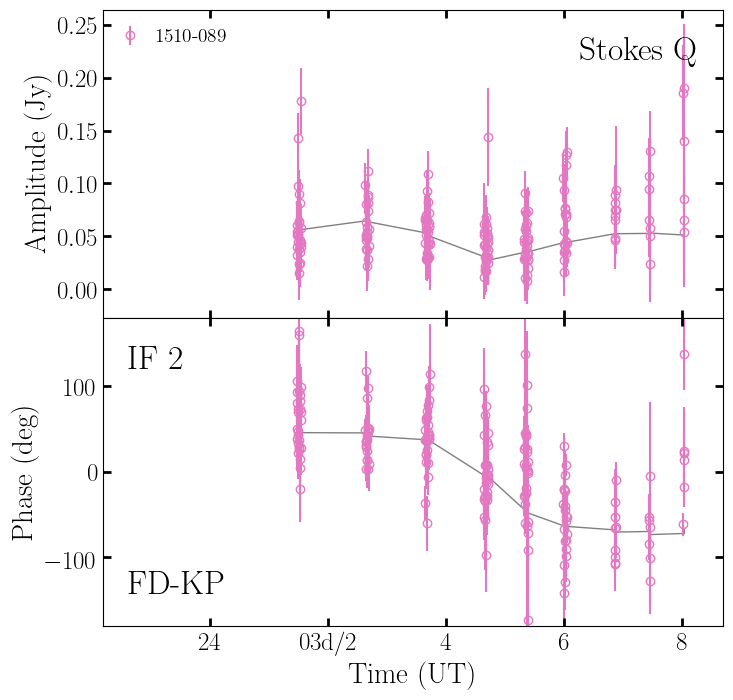 1510-089
Stokes Q
0.25
0.20
0.15
0.10
0.05
0.00
Amplitude (Jy)
IF 2
100
0
−100
Phase (deg)
FD-KP
24 03d/2 4 6 8
Time (UT)